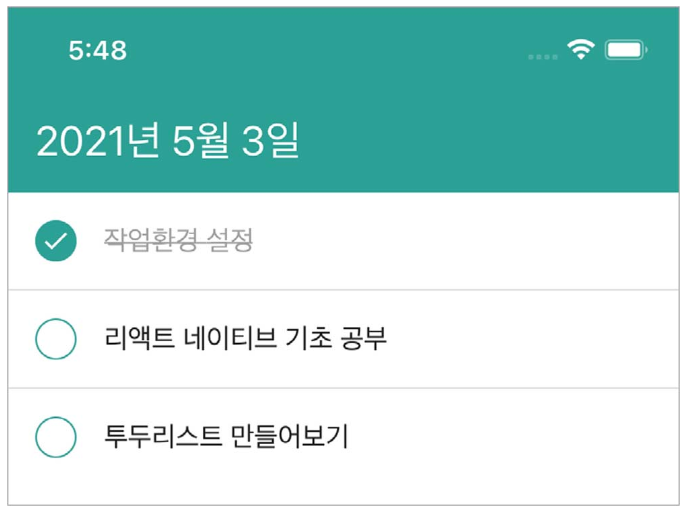 5:48
2021년 5월 3일
작업환경 설정
리액트 네이티브 기초 공부
투두리스트 만들어보기